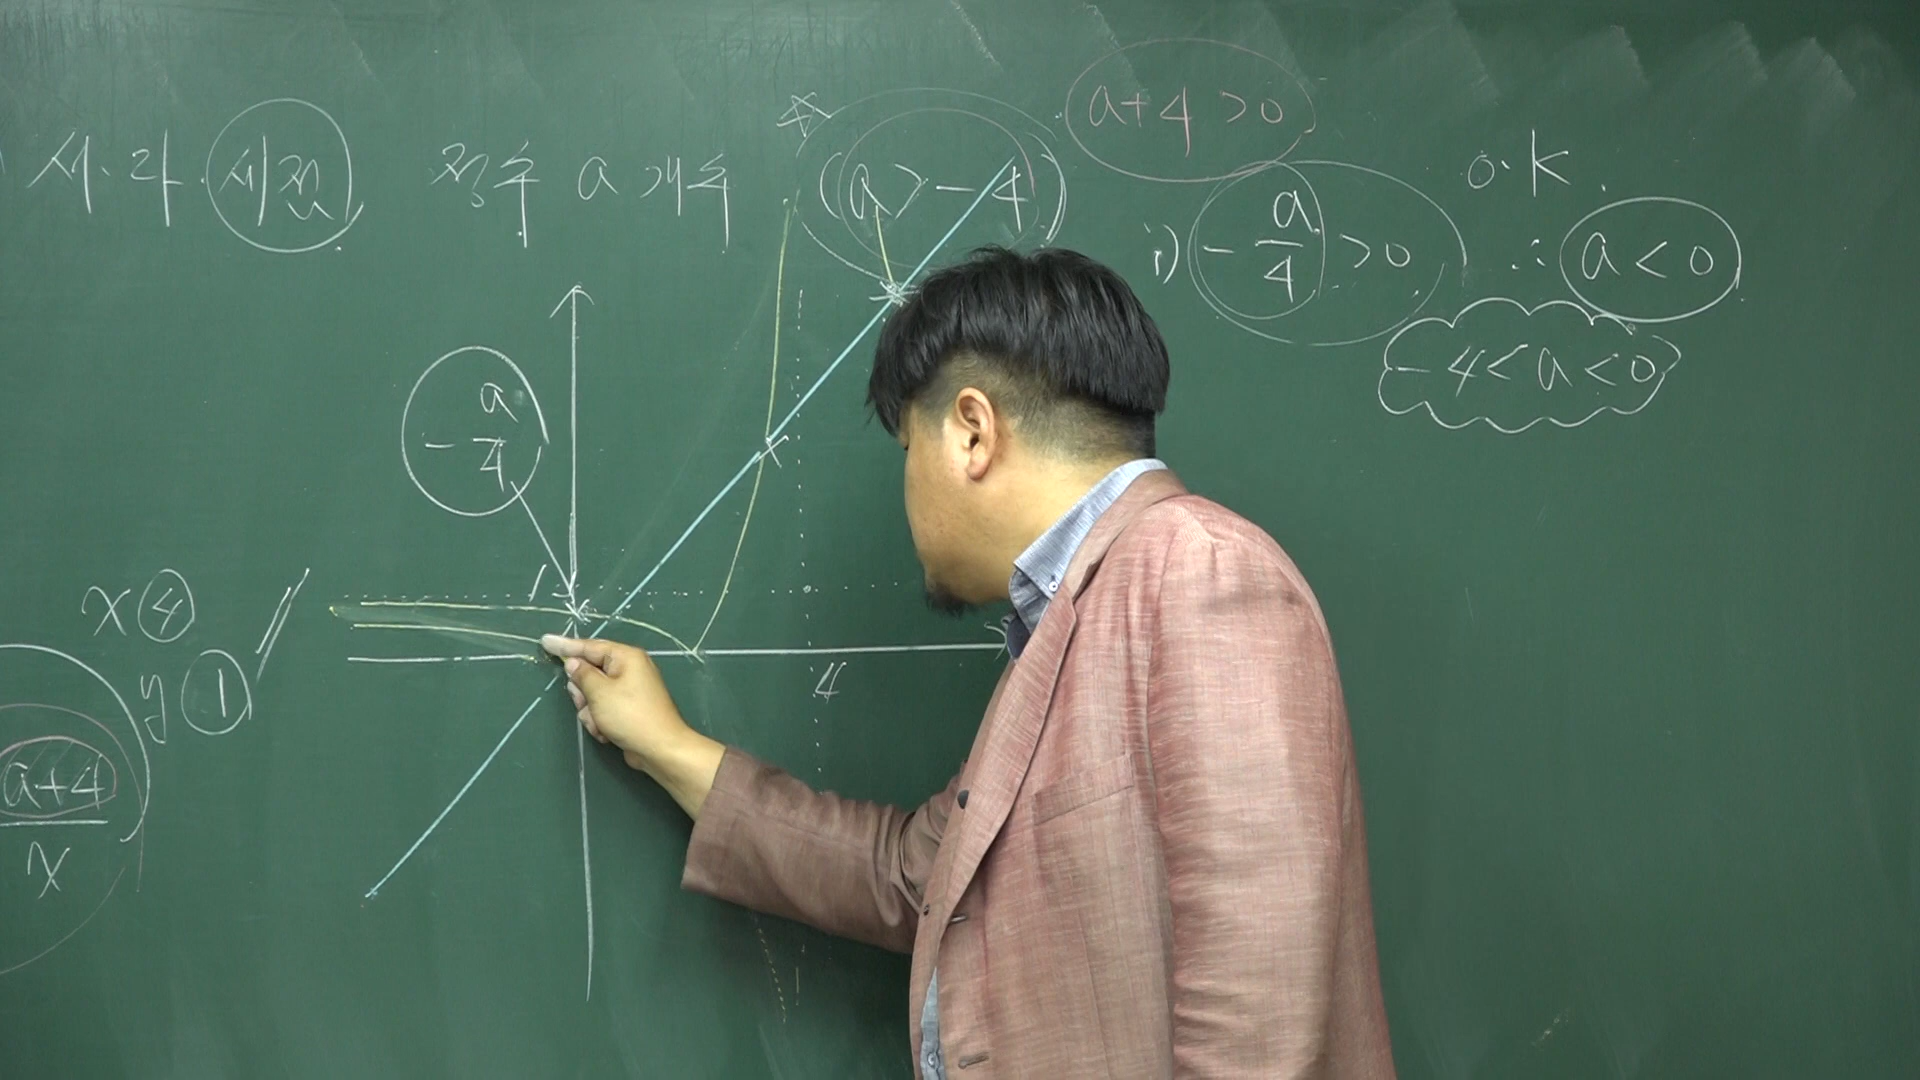 서·라 세점 정수 a 개수 (a > -4)
a+4 > 0
o.k.
i) -a/4 > 0 ∴ a < 0
-4 < a < 0
-a/4
1
4
x ④
y ①
a+4
x